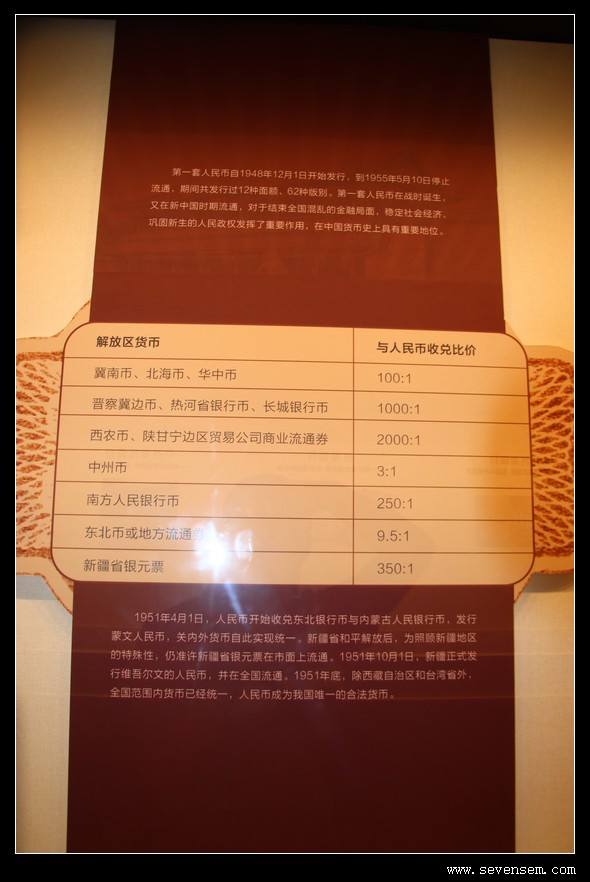 第一套人民币自1948年12月1日开始发行，到1955年5月10日停止
流通，期间共发行过12种面额、62种版别。第一套人民币在战时诞生，
又在新中国时期流通，对于结束全国混乱的金融局面，稳定社会经济，
巩固新生的人民政权发挥了重要作用，在中国货币史上具有重要地位。
解放区货币 与人民币收兑比价
冀南币、北海币、华中币 100:1
晋察冀边币、热河省银行币、长城银行币 1000:1
西农币、陕甘宁边区贸易公司商业流通券 2000:1
中州币 3:1
南方人民银行币 250:1
东北币或地方流通券 9.5:1
新疆省银元票 350:1
1951年4月1日，人民币开始收兑东北银行币与内蒙古人民银行币，发行
蒙文人民币，关内外货币自此实现统一。新疆省和平解放后，为照顾新疆地区
的特殊性，仍准许新疆省银元票在市面上流通。1951年10月1日，新疆正式发
行维吾尔文的人民币，并在全国流通。1951年底，除西藏自治区和台湾省外，
全国范围内货币已经统一，人民币成为我国唯一的合法货币。
www.sevensem.com